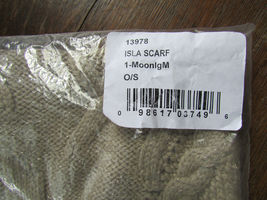 13978
ISLA SCARF
1-MoonlgM
O/S
0 98617 03749 6